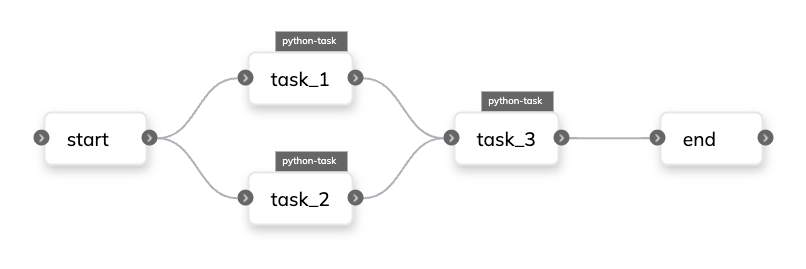 python-task
task_1
python-task
task_3
start
end
python-task
task_2